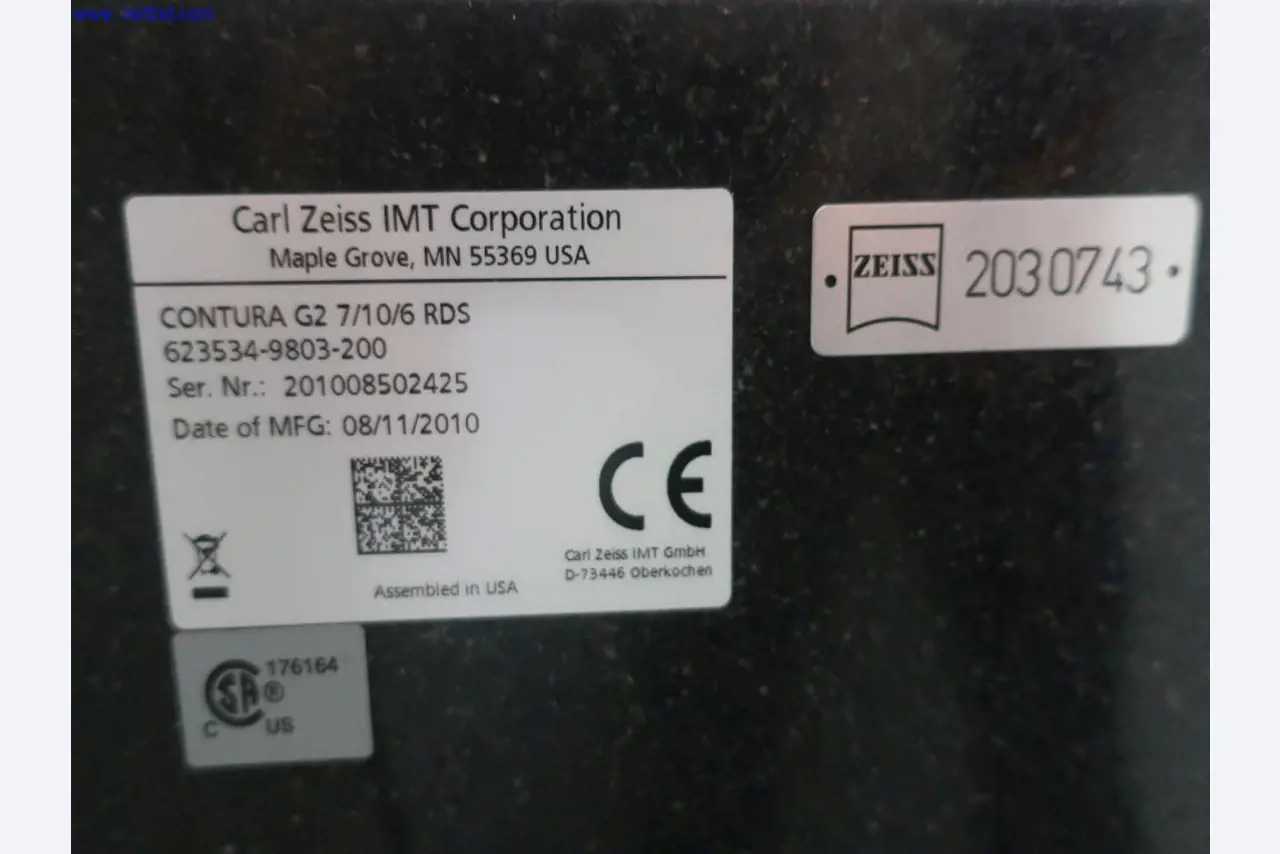 Carl Zeiss IMT Corporation
Maple Grove, MN 55369 USA
CONTURA G2 7/10/6 RDS
623534-9803-200
Ser. Nr.: 201008502425
Date of MFG: 08/11/2010
CE
Carl Zeiss IMT GmbH
D-73446 Oberkochen
Assembled in USA
ZEISS 2030743
176164
CSA ®
C US